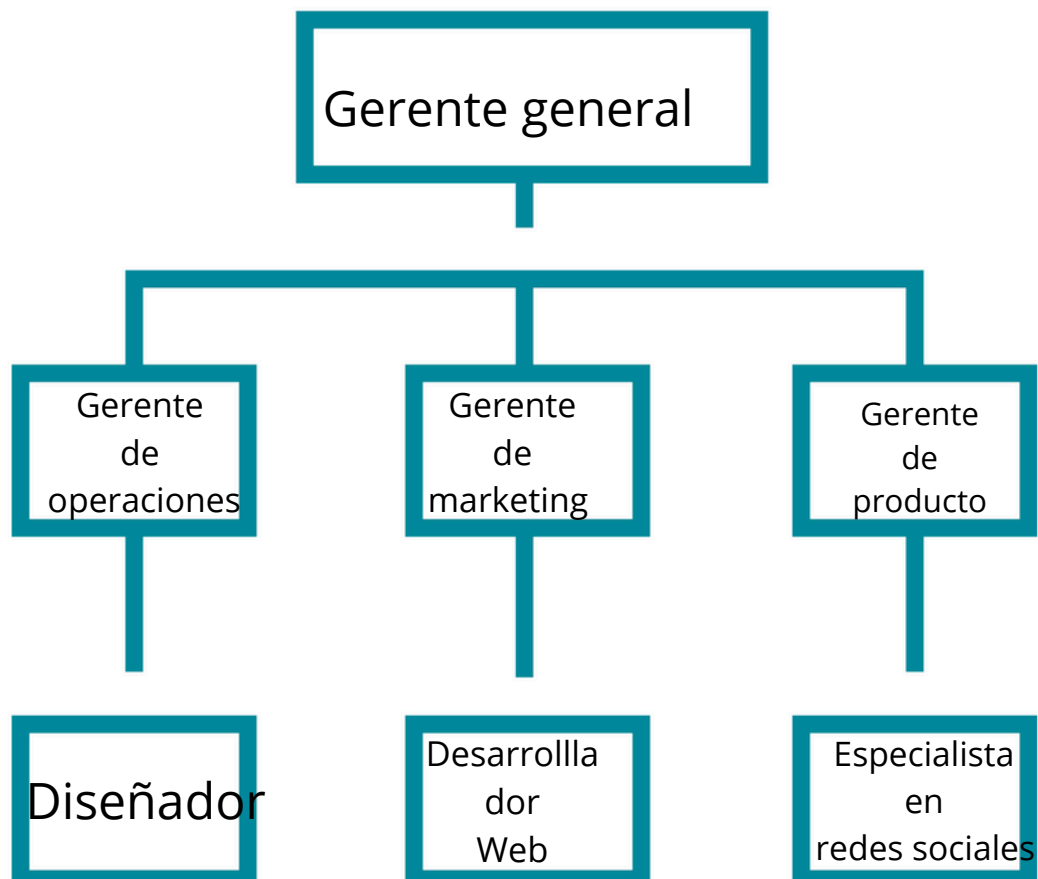 Gerente general
Gerente
de
operaciones
Gerente
de
marketing
Gerente
de
producto
Diseñador
Desarrollla
dor
Web
Especialista
en
redes sociales